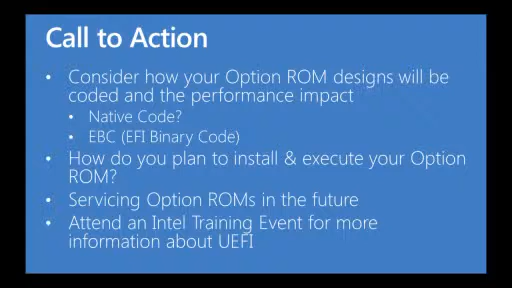 Call to Action
• Consider how your Option ROM designs will be
coded and the performance impact
• Native Code?
• EBC (EFI Binary Code)
• How do you plan to install & execute your Option
ROM?
• Servicing Option ROMs in the future
• Attend an Intel Training Event for more
information about UEFI